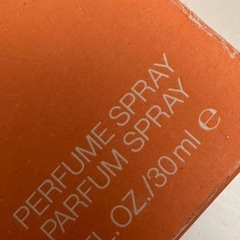 PERFUME SPRAY
PARFUM SPRAY
FL.OZ./30ml ℮